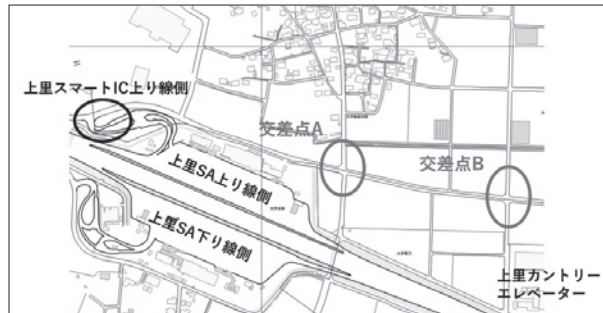 上里スマートIC上り線側
交差点A
交差点B
上里SA上り線側
上里SA下り線側
上里カントリー
エレベーター